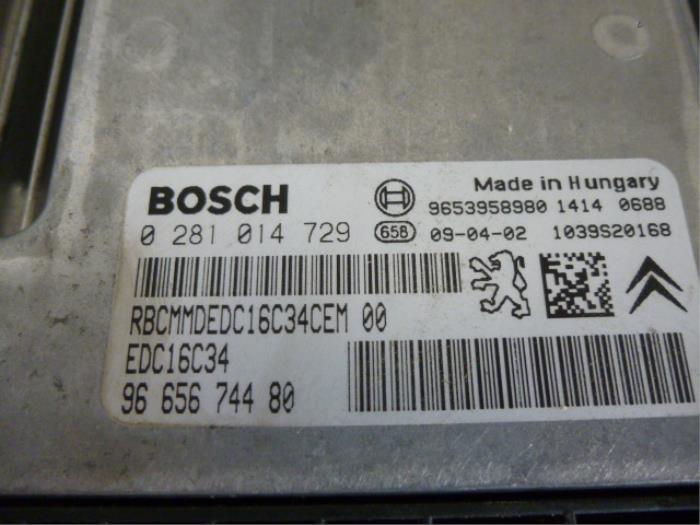 BOSCH
Made in Hungary
9653958980 1414 0688
0 281 014 729
65B 09-04-02 1039S20168
RBCMMDEDC16C34CEM 00
EDC16C34
96 656 744 80